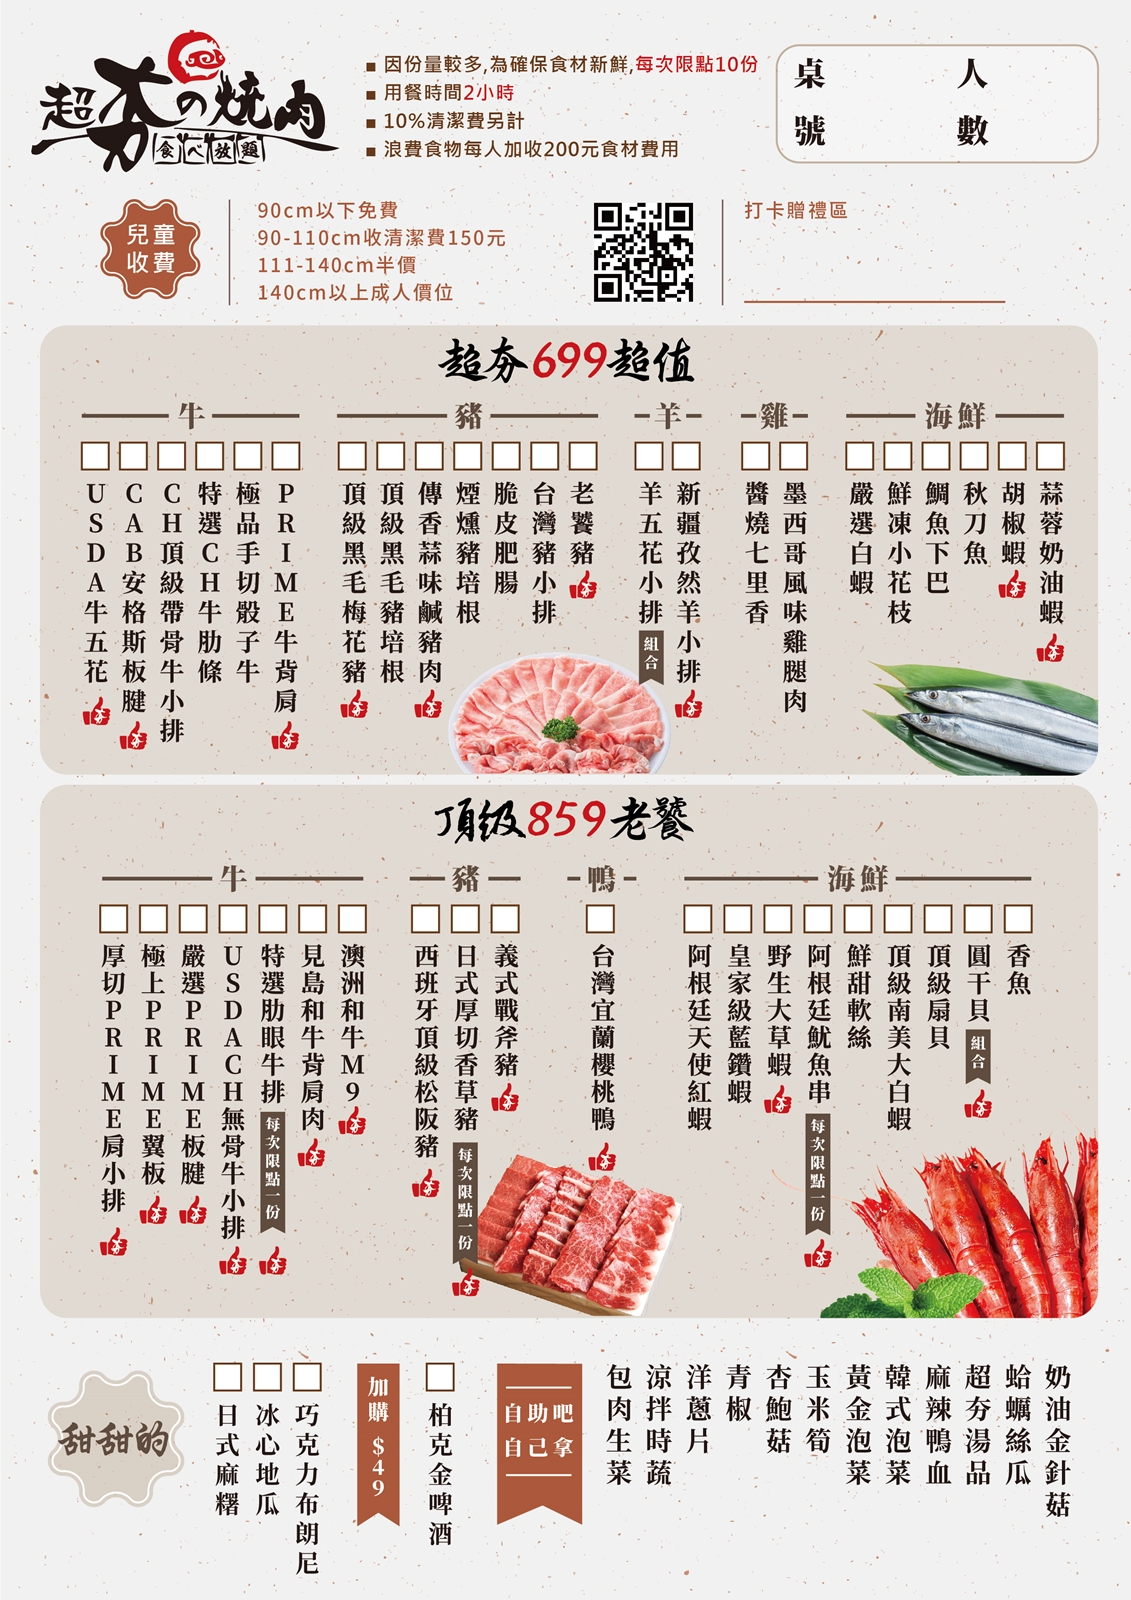 超夯の燒肉
食べ放題
因份量較多,為確保食材新鮮,每次限點10份
用餐時間2小時
10%清潔費另計
浪費食物每人加收200元食材費用
桌號
人數
兒童
收費
90cm以下免費
90-110cm收清潔費150元
111-140cm半價
140cm以上成人價位
打卡贈禮區
超夯699超值
牛
USDA牛五花 夯
CAB安格斯板腱 夯
CH頂級帶骨牛小排
特選CH牛肋條
極品手切骰子牛
PRIME牛背肩 夯
豬
頂級黑毛梅花豬 夯
頂級黑毛豬培根
傳香蒜味鹹豬肉 夯
煙燻豬培根
脆皮肥腸
台灣豬小排
老饕豬 夯
羊
羊五花小排 組合
新疆孜然羊小排 夯
雞
醬燒七里香
墨西哥風味雞腿肉
海鮮
嚴選白蝦
鮮凍小花枝
鯛魚下巴
秋刀魚
胡椒蝦 夯
蒜蓉奶油蝦 夯
頂級859老饕
牛
厚切PRIME肩小排 夯
極上PRIME翼板 夯
嚴選PRIME板腱 夯
USDACH無骨牛小排 夯
特選肋眼牛排 每次限點一份 夯
見島和牛背肩肉 夯
澳洲和牛M9 夯
豬
西班牙頂級松阪豬 夯
日式厚切香草豬 每次限點一份 夯
義式戰斧豬 夯
鴨
台灣宜蘭櫻桃鴨 夯
海鮮
阿根廷天使紅蝦
皇家級藍鑽蝦
野生大草蝦 夯
阿根廷魷魚串 每次限點一份 夯
鮮甜軟絲
頂級南美大白蝦
頂級扇貝
圓干貝 組合 夯
香魚
甜甜的
日式麻糬
冰心地瓜
巧克力布朗尼
加購 $49
柏克金啤酒
自助吧
自己拿
包肉生菜
涼拌時蔬
洋蔥片
青椒
杏鮑菇
玉米筍
黃金泡菜
韓式泡菜
麻辣鴨血
超夯湯品
蛤蠣絲瓜
奶油金針菇